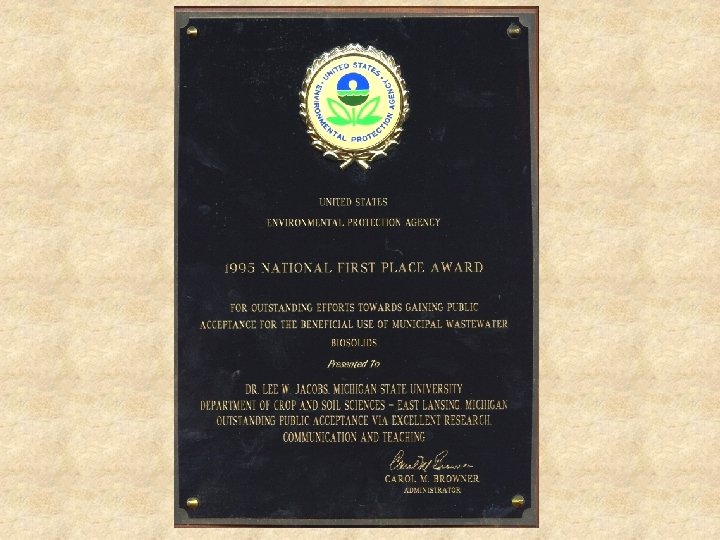 UNITED STATES
ENVIRONMENTAL PROTECTION AGENCY
UNITED STATES
ENVIRONMENTAL PROTECTION AGENCY
1995 NATIONAL FIRST PLACE AWARD
FOR OUTSTANDING EFFORTS TOWARDS GAINING PUBLIC
ACCEPTANCE FOR THE BENEFICIAL USE OF MUNICIPAL WASTEWATER
BIOSOLIDS
Presented To
DR. LEE W. JACOBS, MICHIGAN STATE UNIVERSITY
DEPARTMENT OF CROP AND SOIL SCIENCES - EAST LANSING, MICHIGAN
OUTSTANDING PUBLIC ACCEPTANCE VIA EXCELLENT RESEARCH,
COMMUNICATION AND TEACHING
Carol M. Browner
CAROL M. BROWNER
ADMINISTRATOR